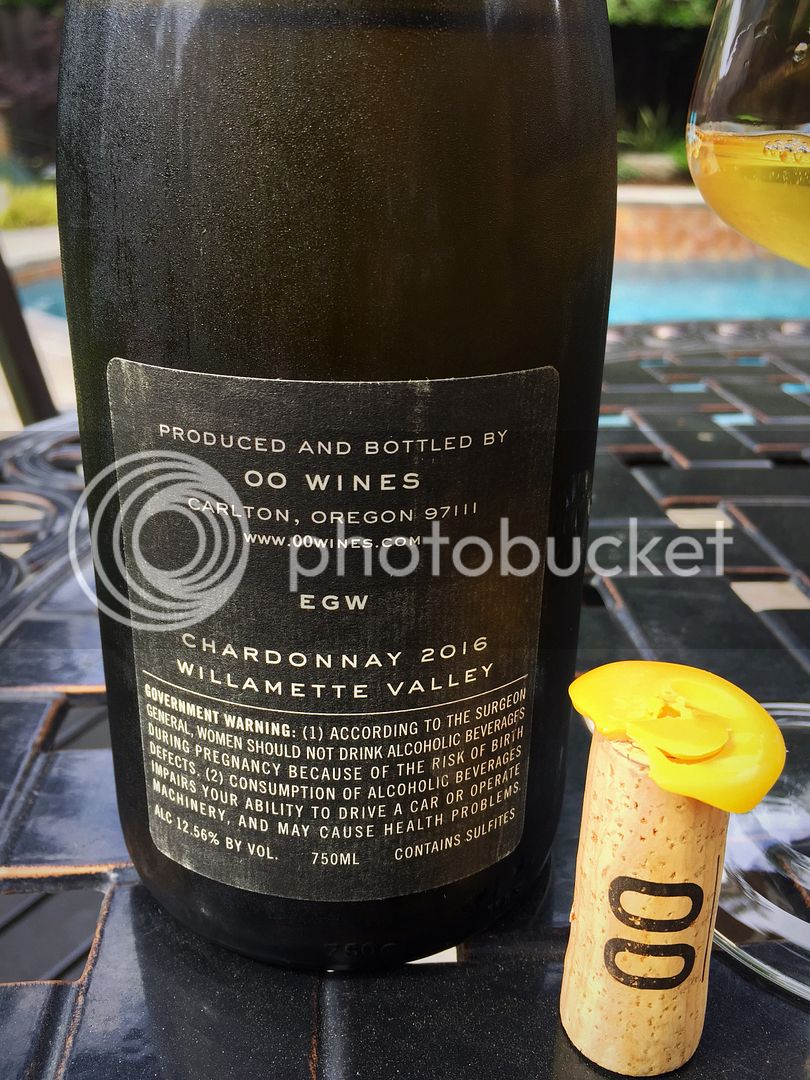 PRODUCED AND BOTTLED BY
OO WINES
CARLTON, OREGON 97111
WWW.OOWINES.COM
photobucket
EGW
CHARDONNAY 2016
WILLAMETTE VALLEY
GOVERNMENT WARNING: (1) ACCORDING TO THE SURGEON
GENERAL, WOMEN SHOULD NOT DRINK ALCOHOLIC BEVERAGES
DURING PREGNANCY BECAUSE OF THE RISK OF BIRTH
DEFECTS. (2) CONSUMPTION OF ALCOHOLIC BEVERAGES
IMPAIRS YOUR ABILITY TO DRIVE A CAR OR OPERATE
MACHINERY, AND MAY CAUSE HEALTH PROBLEMS.
ALC 12.56% BY VOL. 750ML CONTAINS SULFITES
OO